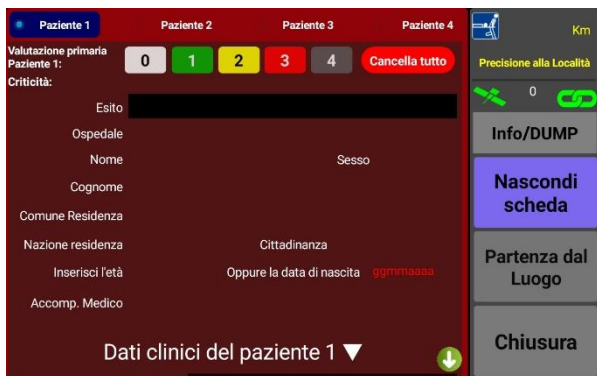 Paziente 1 Paziente 2 Paziente 3 Paziente 4
Valutazione primaria
Paziente 1:
0 1 2 3 4 Cancella tutto
Criticità:
Esito
Ospedale
Nome Sesso
Cognome
Comune Residenza
Nazione residenza Cittadinanza
Inserisci l'età Oppure la data di nascita ggmmaaaa
Accomp. Medico
Dati clinici del paziente 1 ▼
Km
Precisione alla Località
0
Info/DUMP
Nascondi
scheda
Partenza dal
Luogo
Chiusura